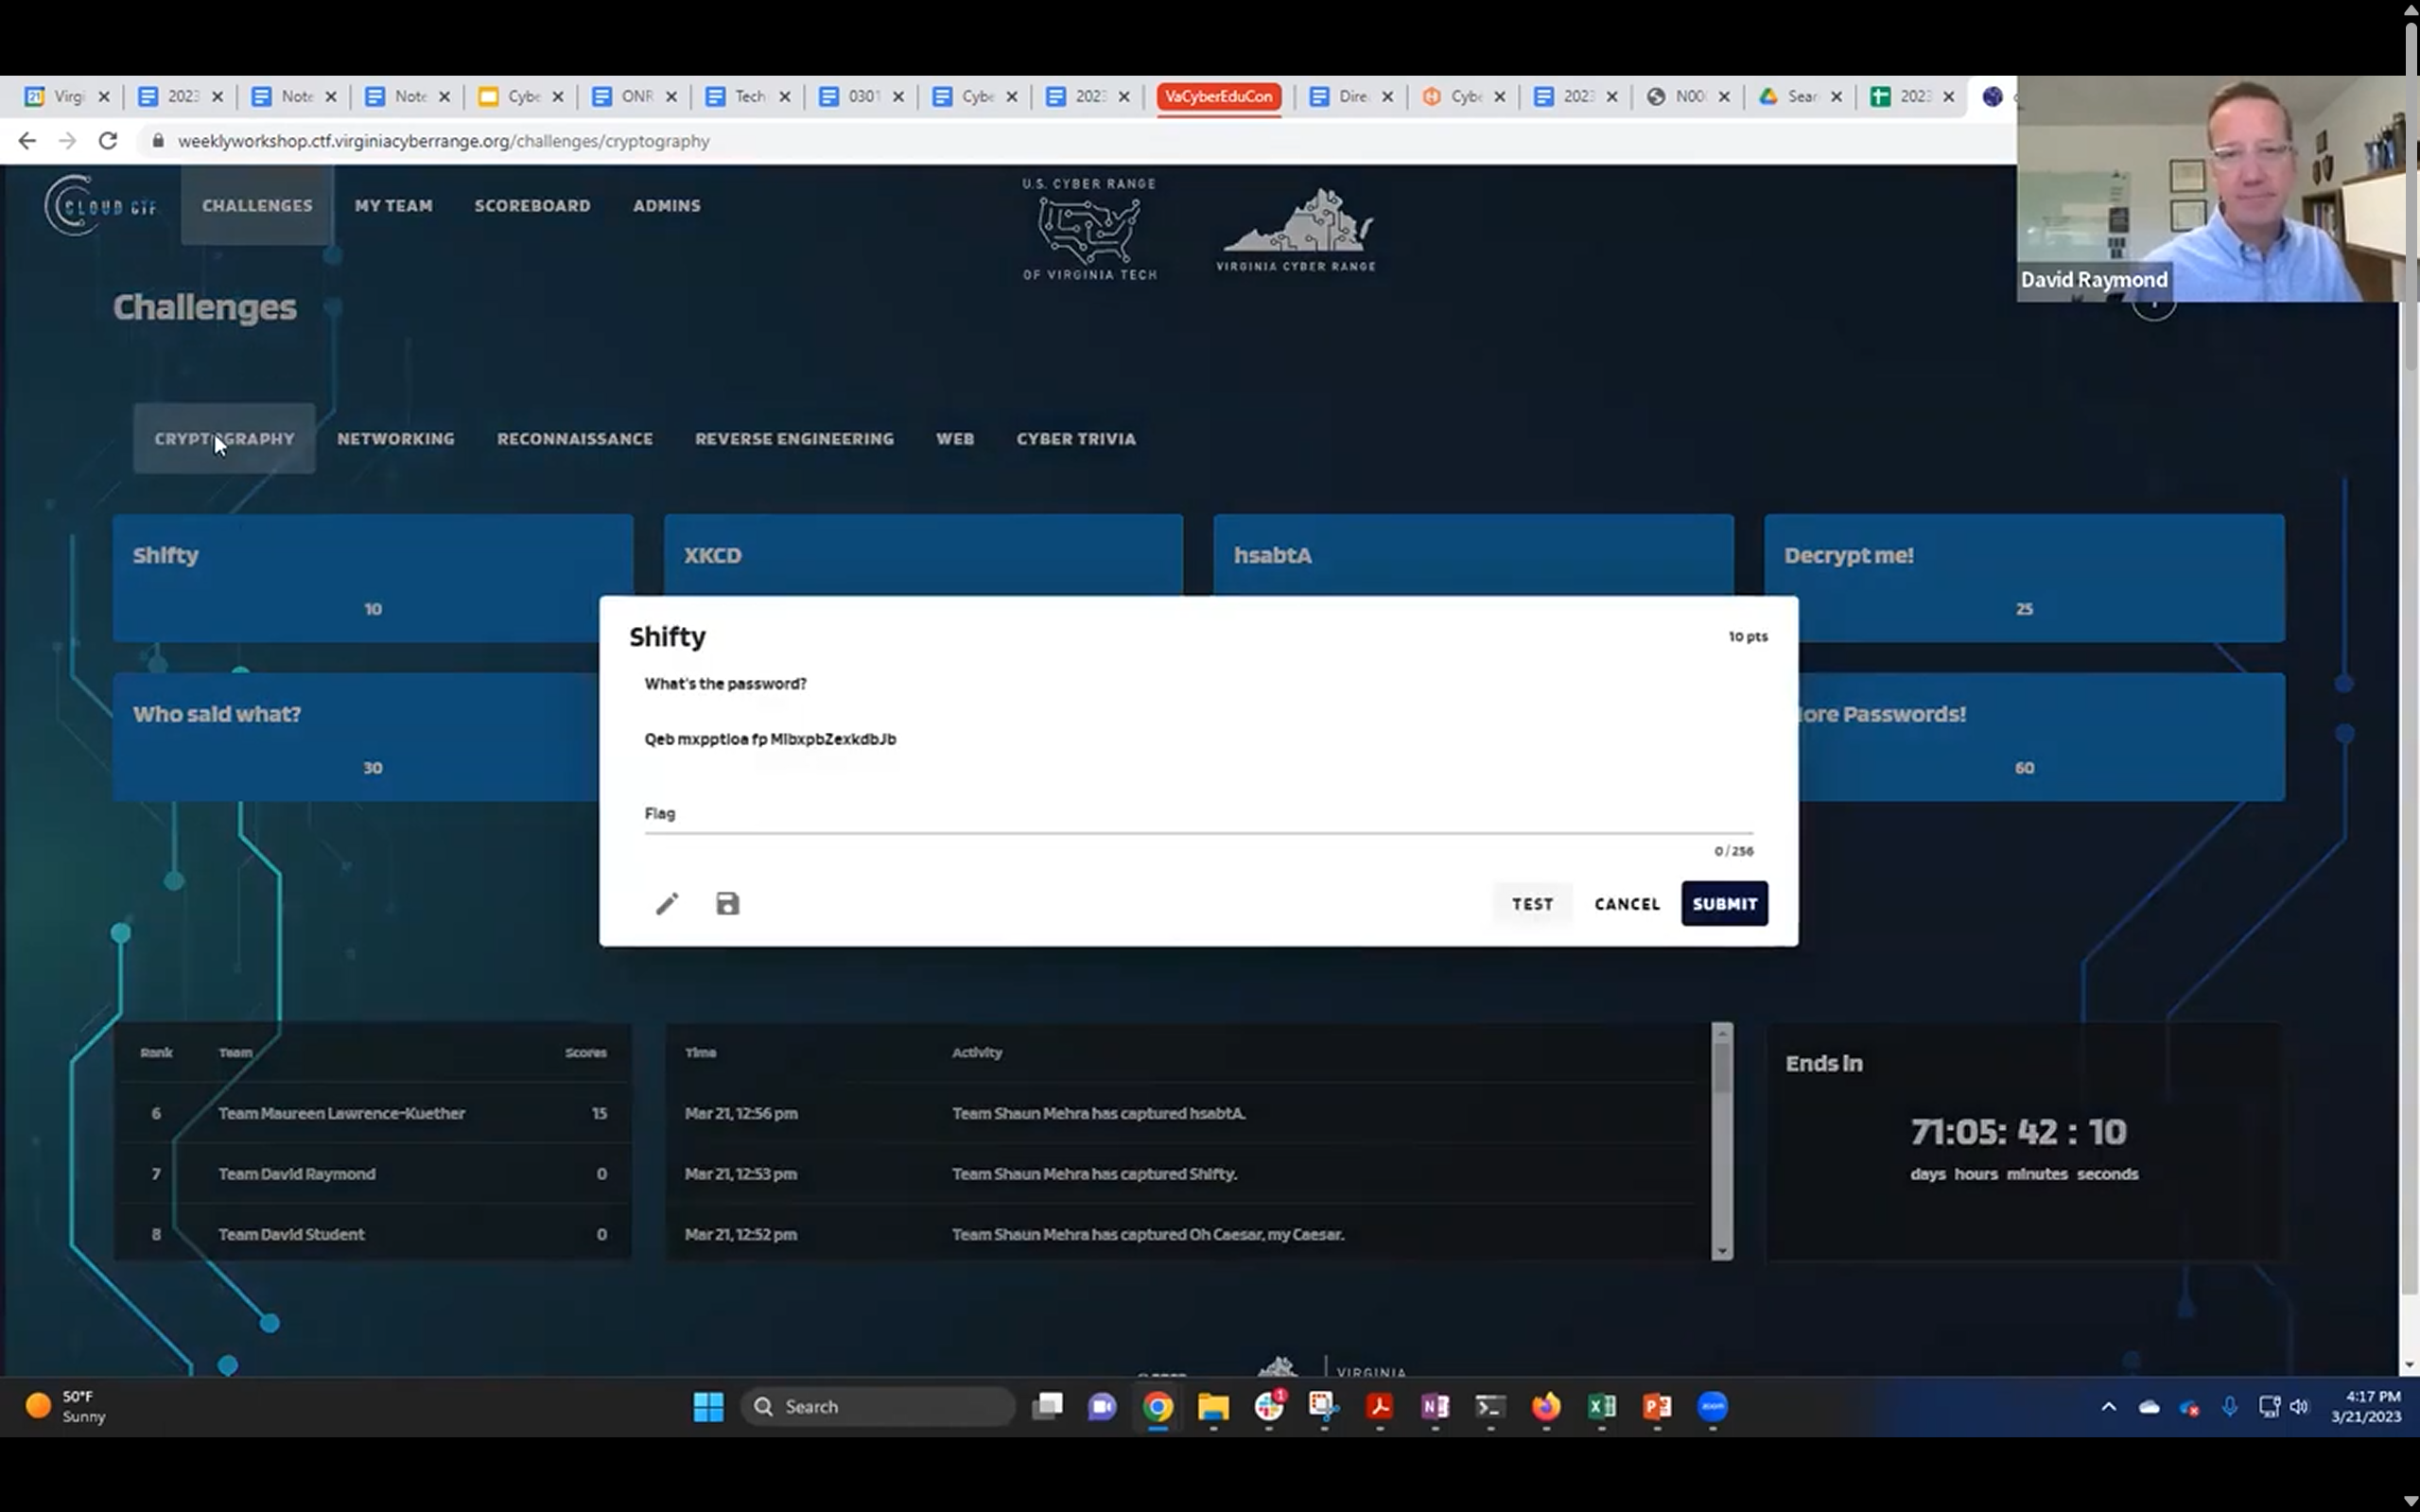 Virgi
2023
Note
Note
Cybe
ONR
Tech
0301
Cybe
2023
VaCyberEduCon
Dire
Cybe
2023
N00
Sear
2023
weeklyworkshop.ctf.virginiacyberrange.org/challenges/cryptography
CLOUD CTF
CHALLENGES
MY TEAM
SCOREBOARD
ADMINS
U.S. CYBER RANGE
OF VIRGINIA TECH
VIRGINIA CYBER RANGE
David Raymond
Challenges
CRYPTOGRAPHY
NETWORKING
RECONNAISSANCE
REVERSE ENGINEERING
WEB
CYBER TRIVIA
Shifty
10
XKCD
hsabtA
Decrypt me!
25
Who said what?
30
ore Passwords!
60
Shifty
10 pts
What's the password?
Qeb mxpptloa fp MlbxpbZexkdbJb
Flag
0 / 256
TEST
CANCEL
SUBMIT
Rank Team Scores
6 Team Maureen Lawrence-Kuether 15
7 Team David Raymond 0
8 Team David Student 0
Time Activity
Mar 21, 12:56 pm Team Shaun Mehra has captured hsabtA.
Mar 21, 12:53 pm Team Shaun Mehra has captured Shifty.
Mar 21, 12:52 pm Team Shaun Mehra has captured Oh Caesar, my Caesar.
Ends in
71:05: 42 : 10
days hours minutes seconds
VIRGINIA
50°F
Sunny
Search
1
zoom
4:17 PM
3/21/2023